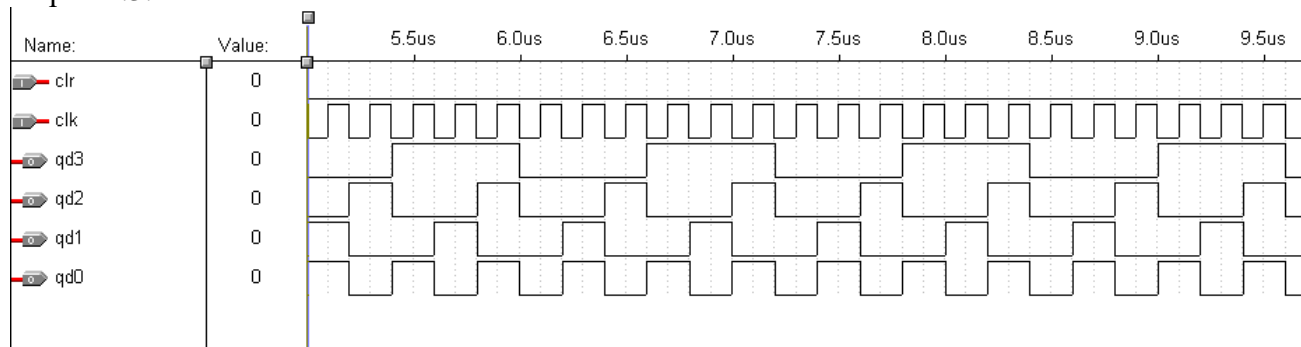 Name: Value: 5.5us 6.0us 6.5us 7.0us 7.5us 8.0us 8.5us 9.0us 9.5us
clr 0
clk 0
qd3 0
qd2 0
qd1 0
qd0 0